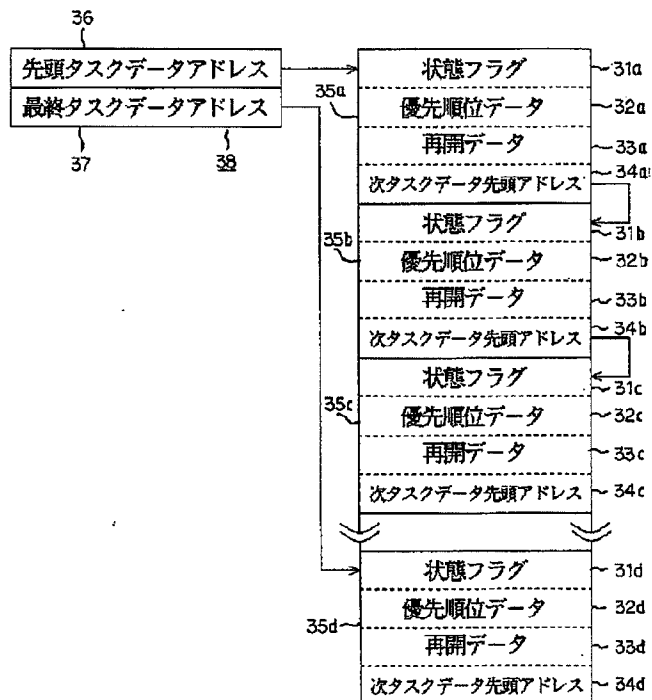 36
先頭タスクデータアドレス
最終タスクデータアドレス
37 38
35a
状態フラグ 31a
優先順位データ 32a
再開データ 33a
次タスクデータ先頭アドレス 34a
35b
状態フラグ 31b
優先順位データ 32b
再開データ 33b
次タスクデータ先頭アドレス 34b
35c
状態フラグ 31c
優先順位データ 32c
再開データ 33c
次タスクデータ先頭アドレス 34c
35d
状態フラグ 31d
優先順位データ 32d
再開データ 33d
次タスクデータ先頭アドレス 34d